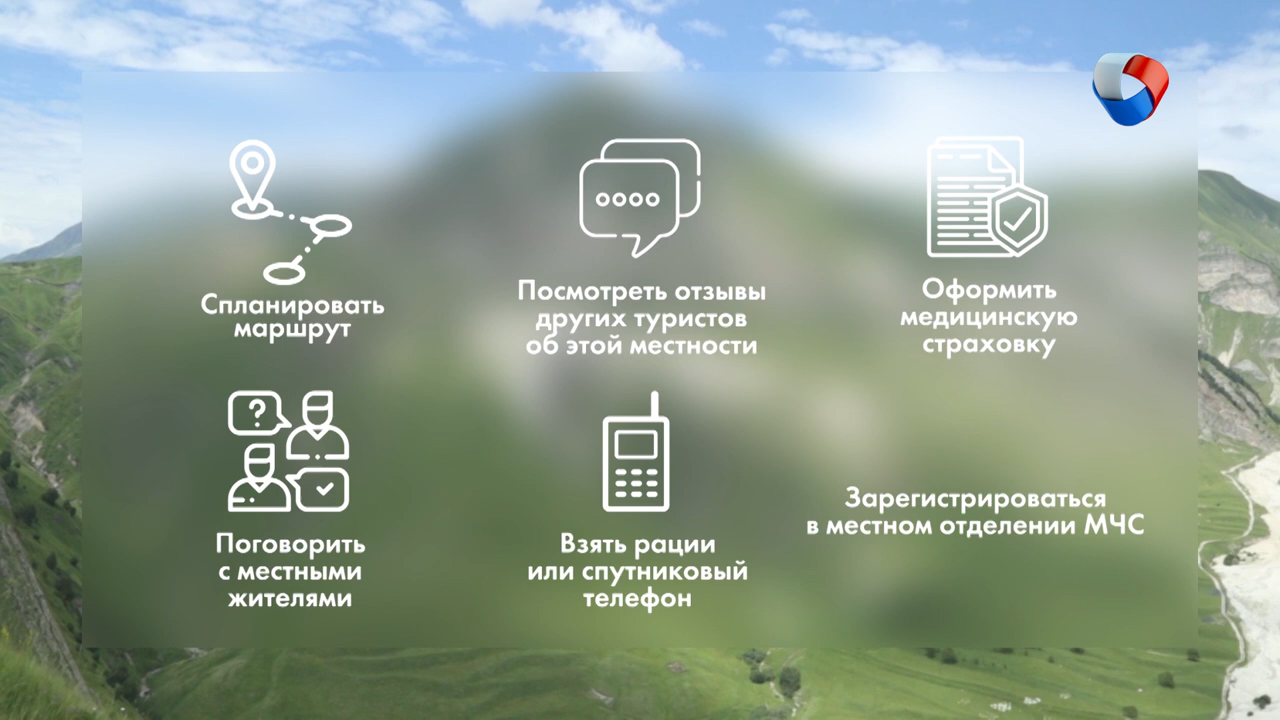 Спланировать
маршрут
Посмотреть отзывы
других туристов
об этой местности
Оформить
медицинскую
страховку
Поговорить
с местными
жителями
Взять рации
или спутниковый
телефон
Зарегистрироваться
в местном отделении МЧС